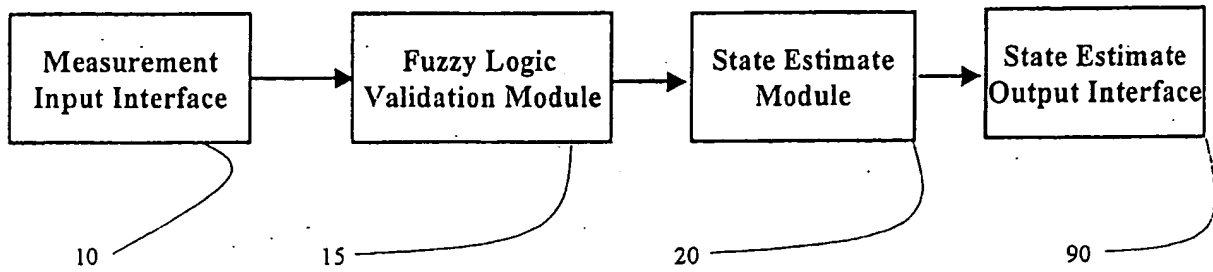 Measurement
Input Interface
Fuzzy Logic
Validation Module
State Estimate
Module
State Estimate
Output Interface
10
15
20
90